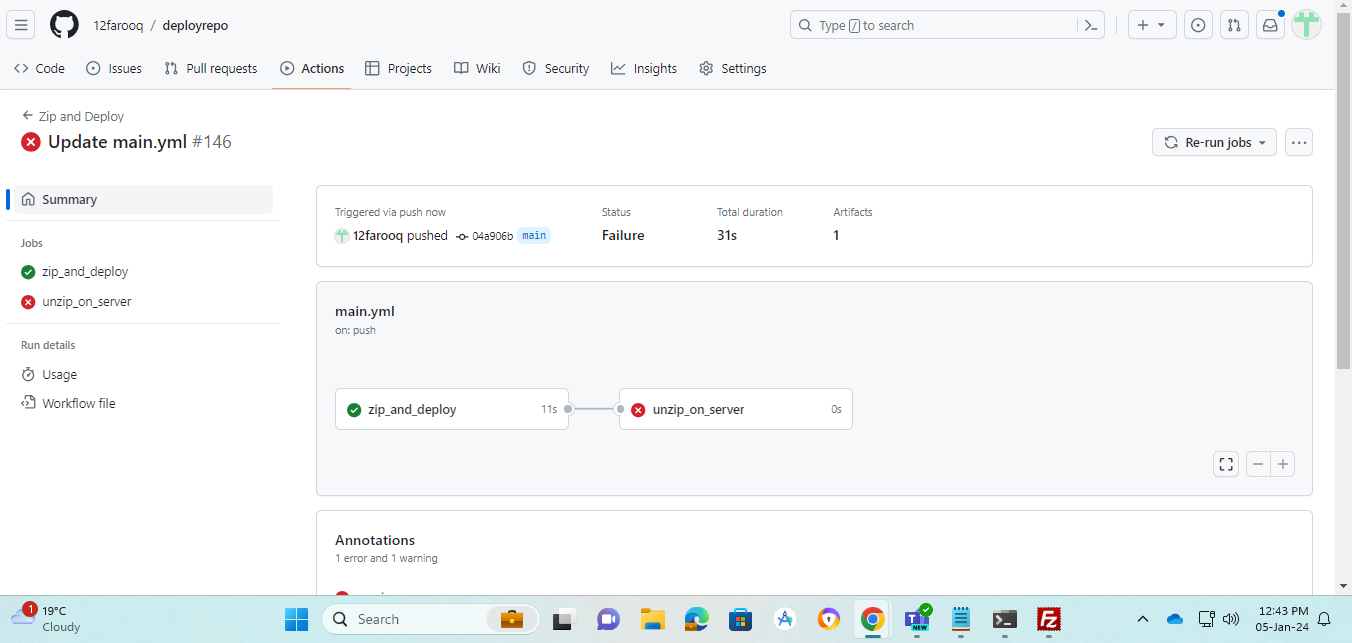 12farooq / deployrepo
Type / to search
Code
Issues
Pull requests
Actions
Projects
Wiki
Security
Insights
Settings
Zip and Deploy
Update main.yml #146
Re-run jobs
Summary
Jobs
zip_and_deploy
unzip_on_server
Run details
Usage
Workflow file
Triggered via push now
12farooq pushed 04a906b main
Status
Failure
Total duration
31s
Artifacts
1
main.yml
on: push
zip_and_deploy 11s
unzip_on_server 0s
Annotations
1 error and 1 warning
1
19°C
Cloudy
Search
NEW
12:43 PM
05-Jan-24